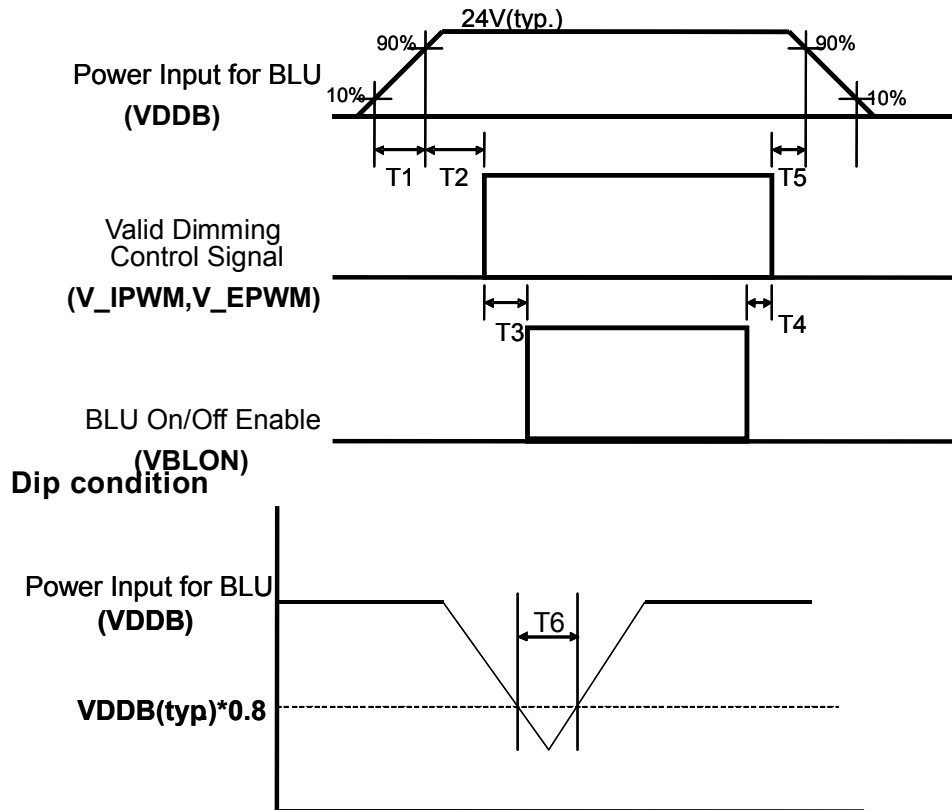 24V(typ.)
90%
90%
Power Input for BLU
10%
10%
(VDDB)
T1
T2
T5
Valid Dimming
Control Signal
(V_IPWM,V_EPWM)
T3
T4
BLU On/Off Enable
(VBLON)
Dip condition
Power Input for BLU
(VDDB)
T6
VDDB(typ.)*0.8